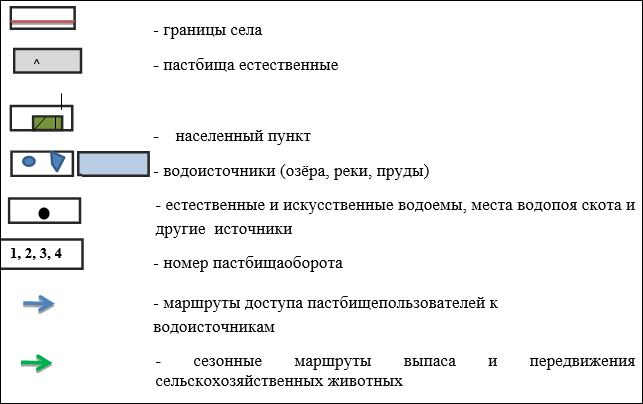 - границы села
^
- пастбища естественные
- населенный пункт
- водоисточники (озёра, реки, пруды)
- естественные и искусственные водоемы, места водопоя скота и
другие источники
1, 2, 3, 4
- номер пастбищаоборота
- маршруты доступа пастбищепользователей к
водоисточникам
- сезонные маршруты выпаса и передвижения
сельскохозяйственных животных